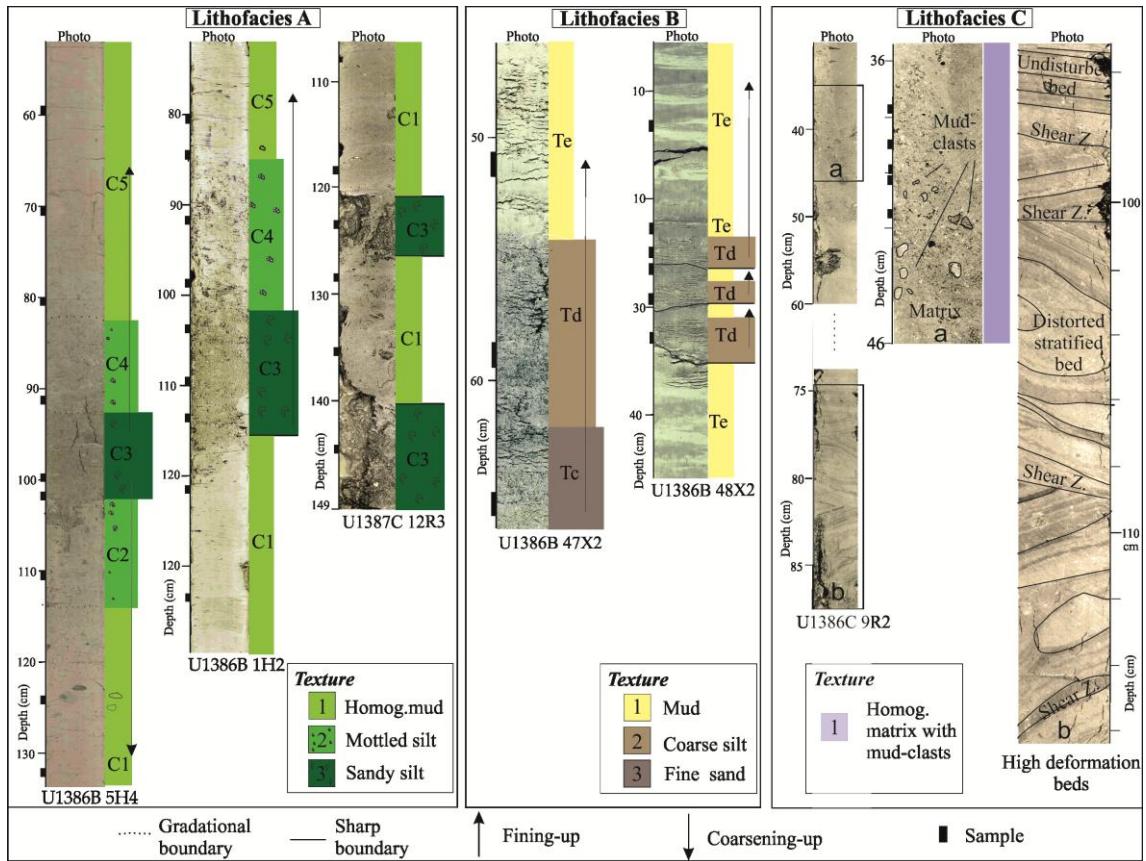 Lithofacies A
Photo
60
70
80
90
100
110
120
130
Depth (cm)
C5
C4
C3
C2
C1
U1386B 5H4
Photo
80
90
100
110
120
120
Depth (cm)
C5
C4
C3
C1
U1386B 1H2
Photo
110
120
130
140
149
Depth (cm)
C1
C3
C1
C3
U1387C 12R3
Texture
1 Homog.mud
2 Mottled silt
3 Sandy silt
Lithofacies B
Photo
50
60
Depth (cm)
Te
Td
Tc
U1386B 47X2
Photo
10
10
30
40
Depth (cm)
Te
Te
Td
Td
Td
Te
U1386B 48X2
Texture
1 Mud
2 Coarse silt
3 Fine sand
Lithofacies C
Photo
40
50
60
Depth (cm)
a
75
80
85
Depth (cm)
b
U1386C 9R2
Photo
36
46
Depth (cm)
Mud-
clasts
Matrix
a
Photo
Undisturbe
bed
Shear Z.
100
Shear Z.
Distorted
stratified
bed
Shear Z.
110
cm
Depth (cm)
Shear Z.
b
High deformation
beds
Texture
1 Homog.
matrix with
mud-clasts
Gradational
boundary
Sharp
boundary
Fining-up
Coarsening-up
Sample